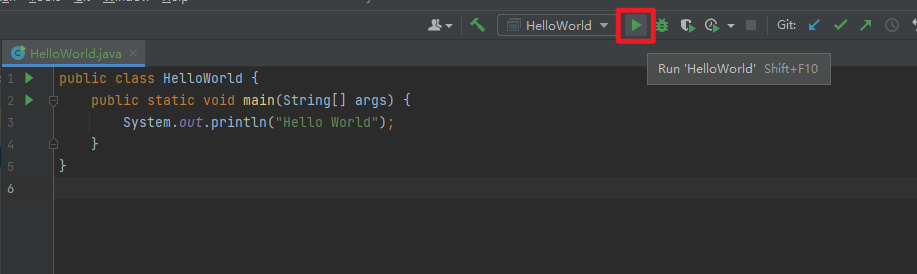 HelloWorld
Git:
HelloWorld.java
Run 'HelloWorld' Shift+F10
1 public class HelloWorld {
2 public static void main(String[] args) {
3 System.out.println("Hello World");
4 }
5 }
6